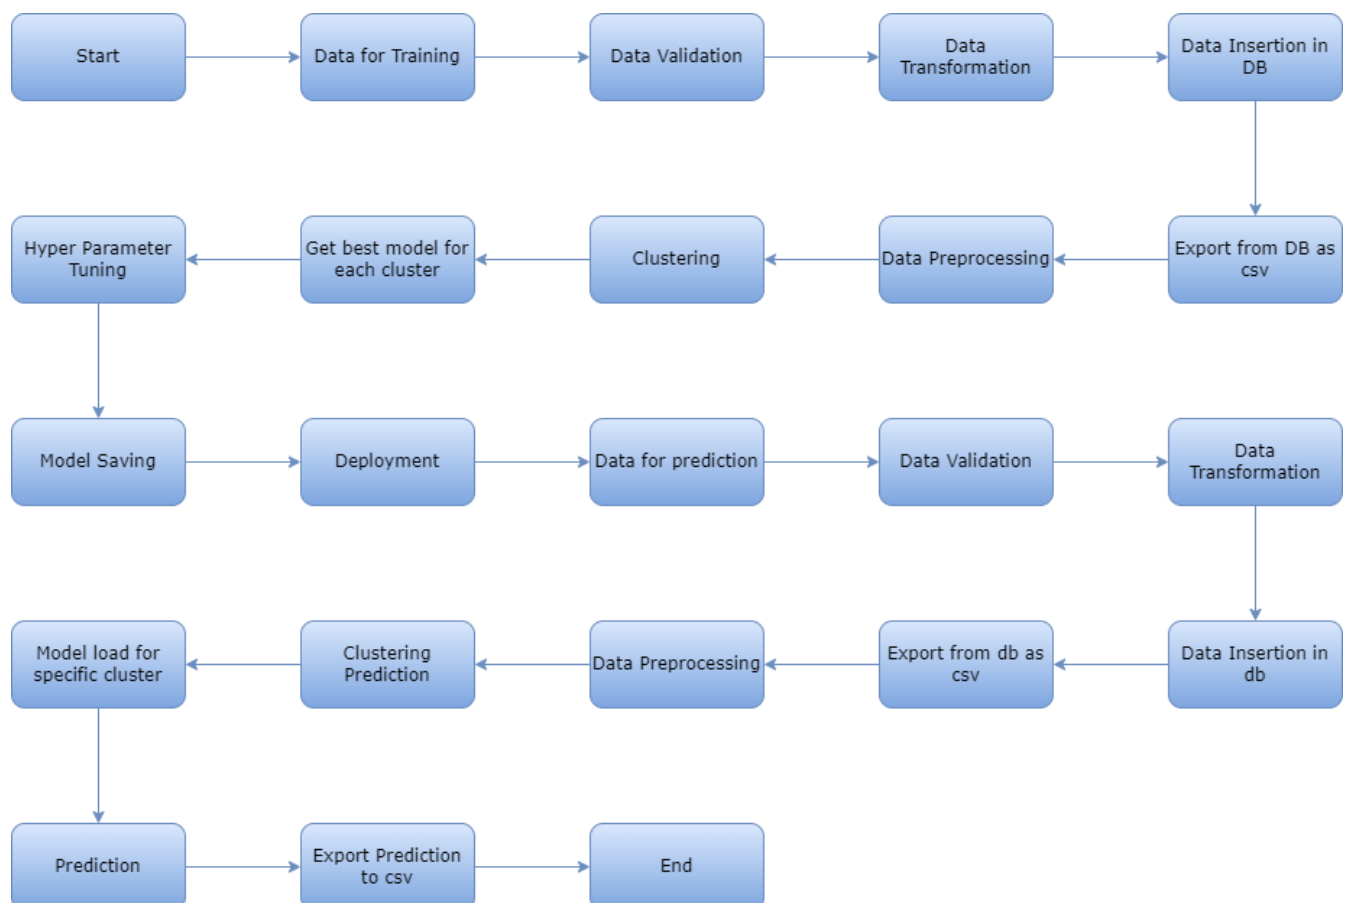 Start
Data for Training
Data Validation
Data
Transformation
Data Insertion in
DB
Export from DB as
csv
Data Preprocessing
Clustering
Get best model for
each cluster
Hyper Parameter
Tuning
Model Saving
Deployment
Data for prediction
Data Validation
Data
Transformation
Data Insertion in
db
Export from db as
csv
Data Preprocessing
Clustering
Prediction
Model load for
specific cluster
Prediction
Export Prediction
to csv
End